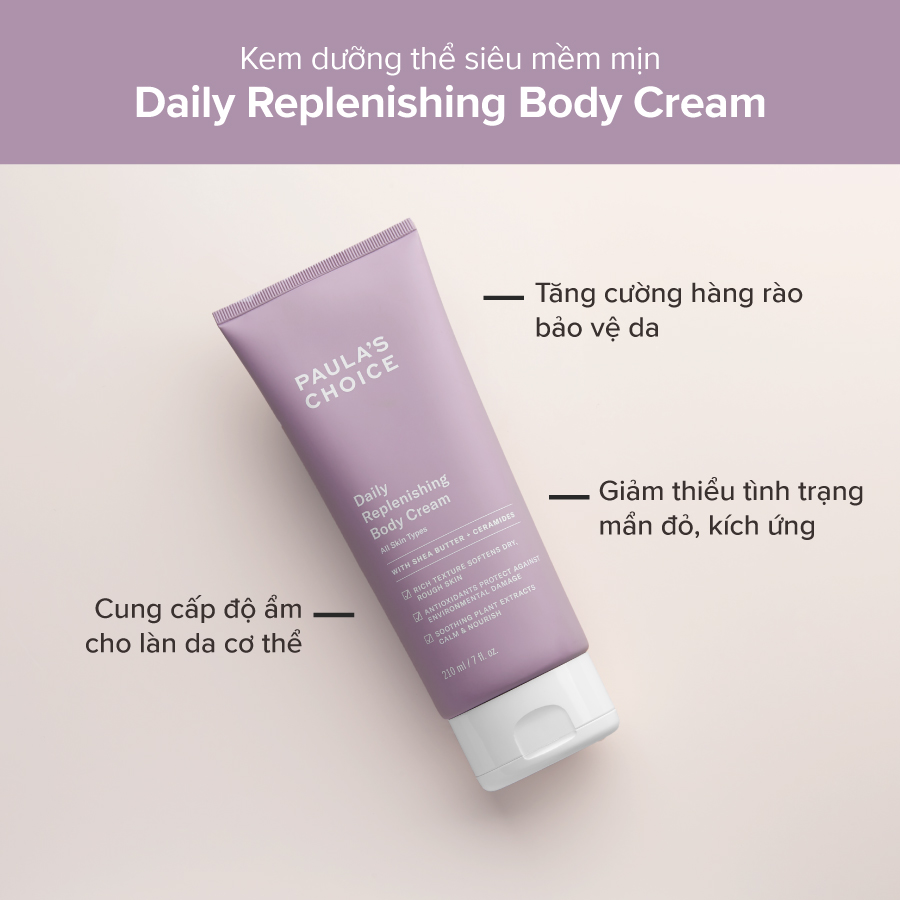 Kem dưỡng thể siêu mềm mịn
Daily Replenishing Body Cream
Tăng cường hàng rào
bảo vệ da
PAULA'S
CHOICE
Giảm thiểu tình trạng
mẩn đỏ, kích ứng
Daily
Replenishing
Body Cream
All Skin Types
WITH SHEA BUTTER + CERAMIDES
RICH TEXTURE SOFTENS DRY,
ROUGH SKIN
ANTIOXIDANTS PROTECT AGAINST
ENVIRONMENTAL DAMAGE
SOOTHING PLANT EXTRACTS
CALM & NOURISH
210 ml / 7 fl. oz.
Cung cấp độ ẩm
cho làn da cơ thể